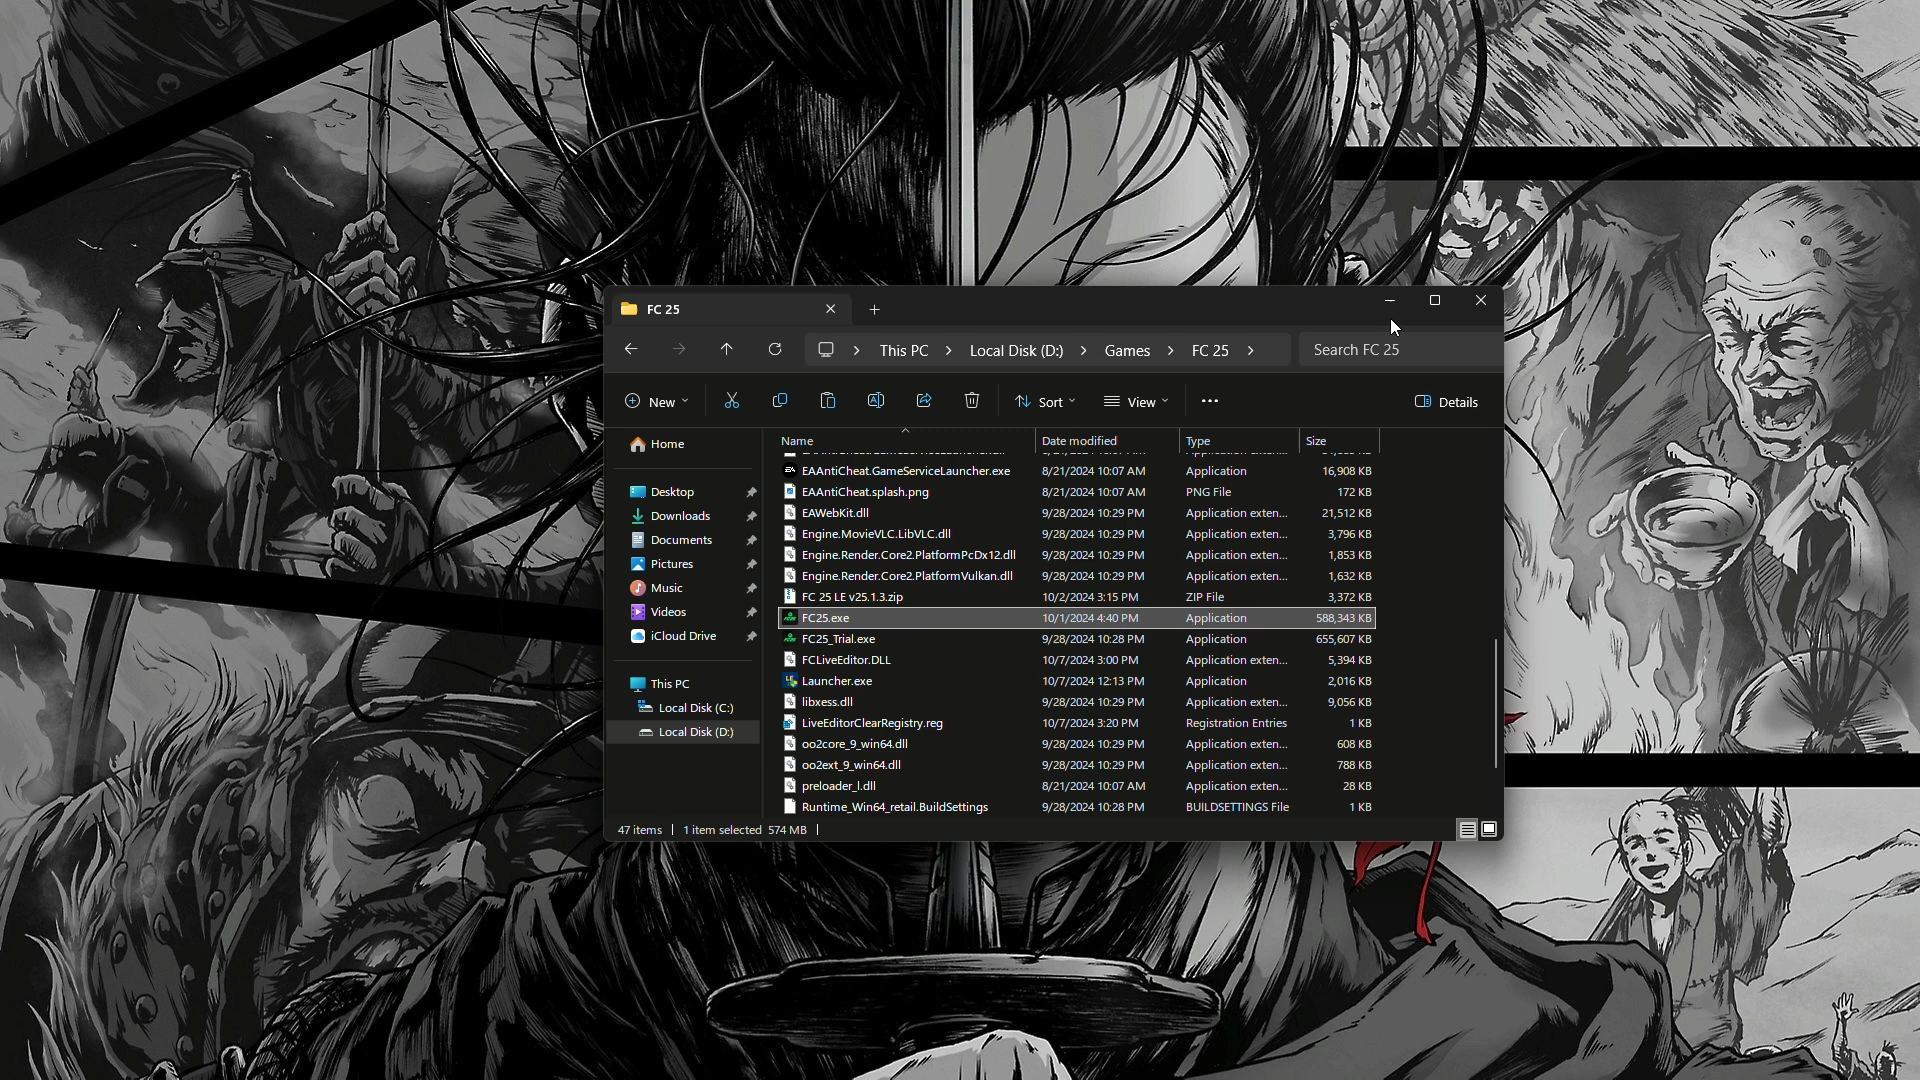 FC 25
This PC > Local Disk (D:) > Games > FC 25 >
Search FC 25
New
Sort
View
Details
Home
Desktop
Downloads
Documents
Pictures
Music
Videos
iCloud Drive
This PC
Local Disk (C:)
Local Disk (D:)
Name Date modified Type Size
EAAntiCheat.GameServiceLauncher.exe 8/21/2024 10:07 AM Application 16,908 KB
EAAntiCheat.splash.png 8/21/2024 10:07 AM PNG File 172 KB
EAWebKit.dll 9/28/2024 10:29 PM Application exten... 21,512 KB
Engine.MovieVLC.LibVLC.dll 9/28/2024 10:29 PM Application exten... 3,796 KB
Engine.Render.Core2.PlatformPcDx12.dll 9/28/2024 10:29 PM Application exten... 1,853 KB
Engine.Render.Core2.PlatformVulkan.dll 9/28/2024 10:29 PM Application exten... 1,632 KB
FC 25 LE v25.1.3.zip 10/2/2024 3:15 PM ZIP File 3,372 KB
FC25.exe 10/1/2024 4:40 PM Application 588,343 KB
FC25_Trial.exe 9/28/2024 10:28 PM Application 655,607 KB
FCLiveEditor.DLL 10/7/2024 3:00 PM Application exten... 5,394 KB
Launcher.exe 10/7/2024 12:13 PM Application 2,016 KB
libxess.dll 9/28/2024 10:29 PM Application exten... 9,056 KB
LiveEditorClearRegistry.reg 10/7/2024 3:20 PM Registration Entries 1 KB
oo2core_9_win64.dll 9/28/2024 10:29 PM Application exten... 608 KB
oo2ext_9_win64.dll 9/28/2024 10:29 PM Application exten... 788 KB
preloader_l.dll 8/21/2024 10:07 AM Application exten... 28 KB
Runtime_Win64_retail.BuildSettings 9/28/2024 10:28 PM BUILDSETTINGS File 1 KB
47 items 1 item selected 574 MB